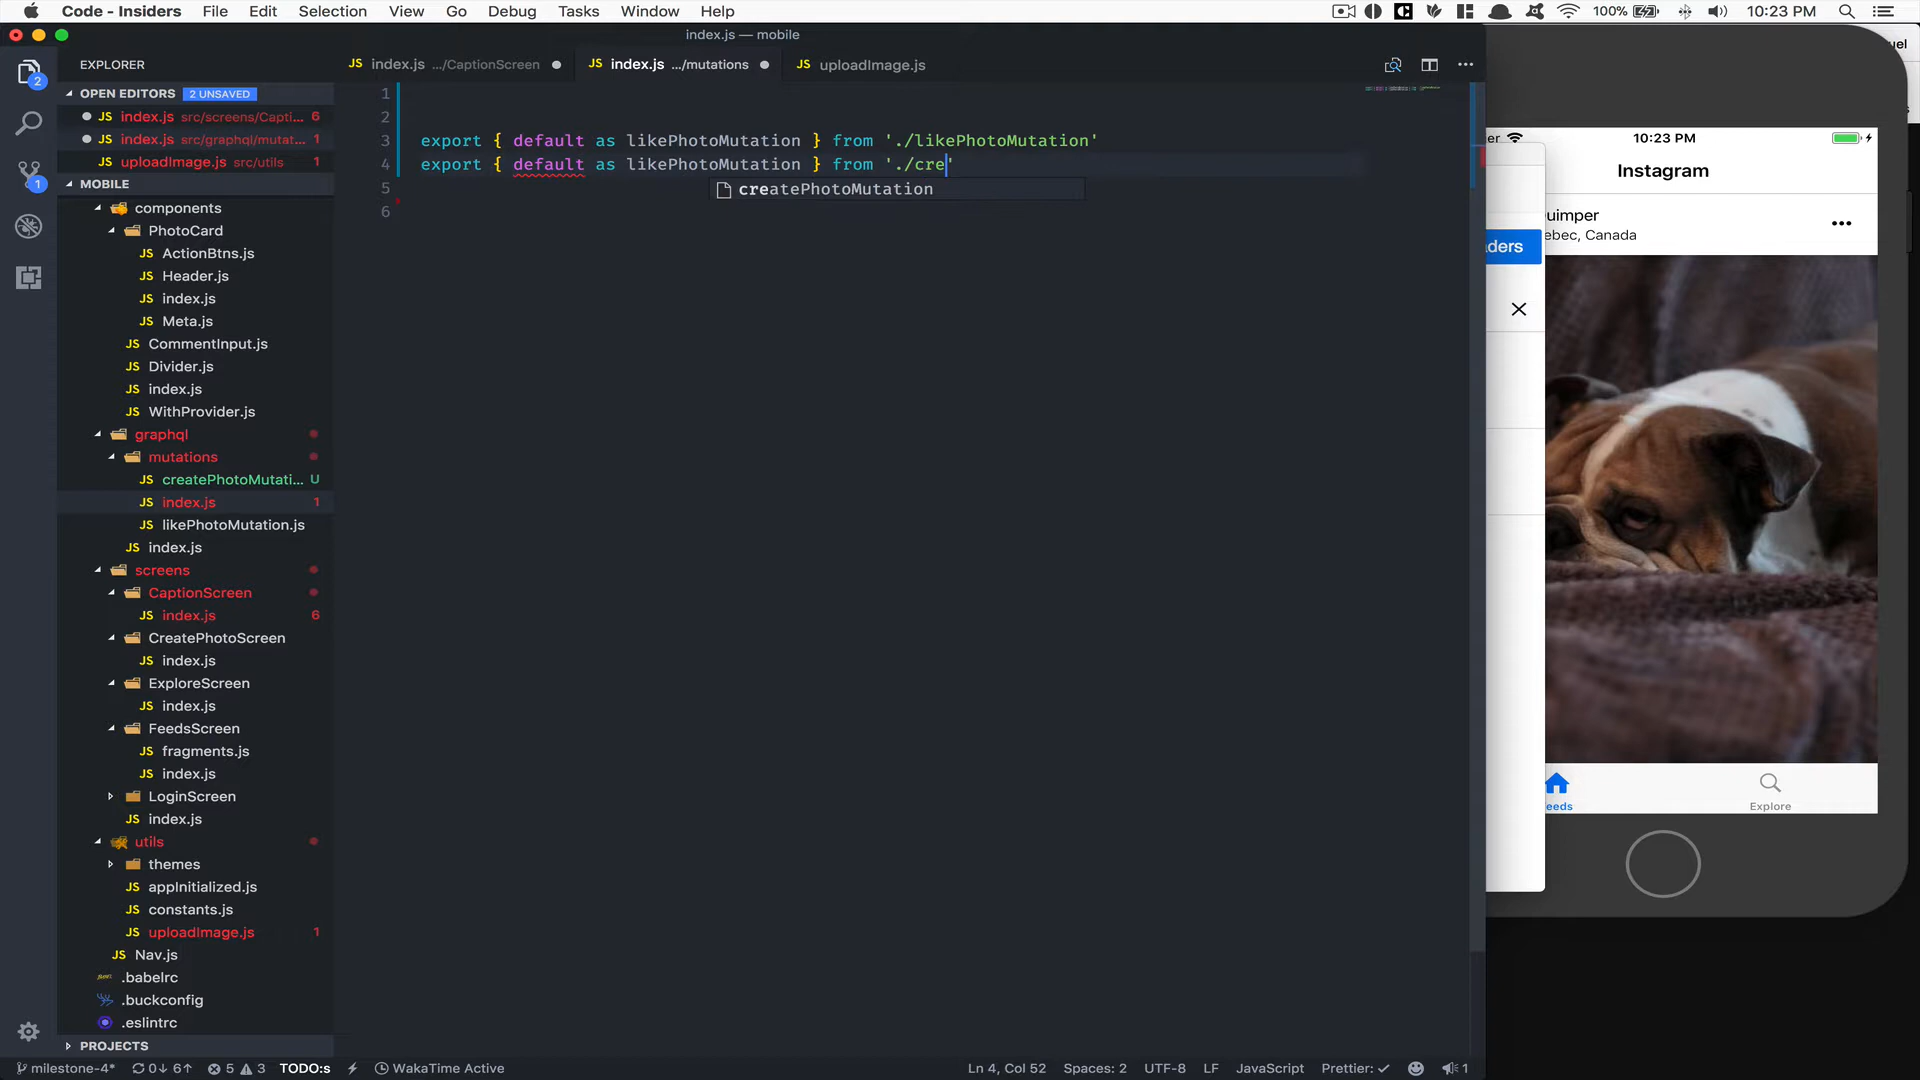 Code - Insiders File Edit Selection View Go Debug Tasks Window Help 100% 10:23 PM
index.js — mobile
EXPLORER
index.js .../CaptionScreen
index.js .../mutations
uploadImage.js
OPEN EDITORS 2 UNSAVED
JS index.js src/screens/Capti... 6
JS index.js src/graphql/mutat... 1
JS uploadImage.js src/utils 1
MOBILE
components
PhotoCard
JS ActionBtns.js
JS Header.js
JS index.js
JS Meta.js
JS CommentInput.js
JS Divider.js
JS index.js
JS WithProvider.js
graphql
mutations
JS createPhotoMutati... U
JS index.js 1
JS likePhotoMutation.js
JS index.js
screens
CaptionScreen
JS index.js 6
CreatePhotoScreen
JS index.js
ExploreScreen
JS index.js
FeedsScreen
JS fragments.js
JS index.js
LoginScreen
JS index.js
utils
themes
JS appInitialized.js
JS constants.js
JS uploadImage.js 1
JS Nav.js
.babelrc
.buckconfig
.eslintrc
PROJECTS
1
2
3 export { default as likePhotoMutation } from './likePhotoMutation'
4 export { default as likePhotoMutation } from './cre'
createPhotoMutation
5
6
milestone-4* 0↓ 6↑ 5 3 TODO:s WakaTime Active Ln 4, Col 52 Spaces: 2 UTF-8 LF JavaScript Prettier: ✓ 1
10:23 PM
Instagram
uimper
ebec, Canada
eeds
Explore